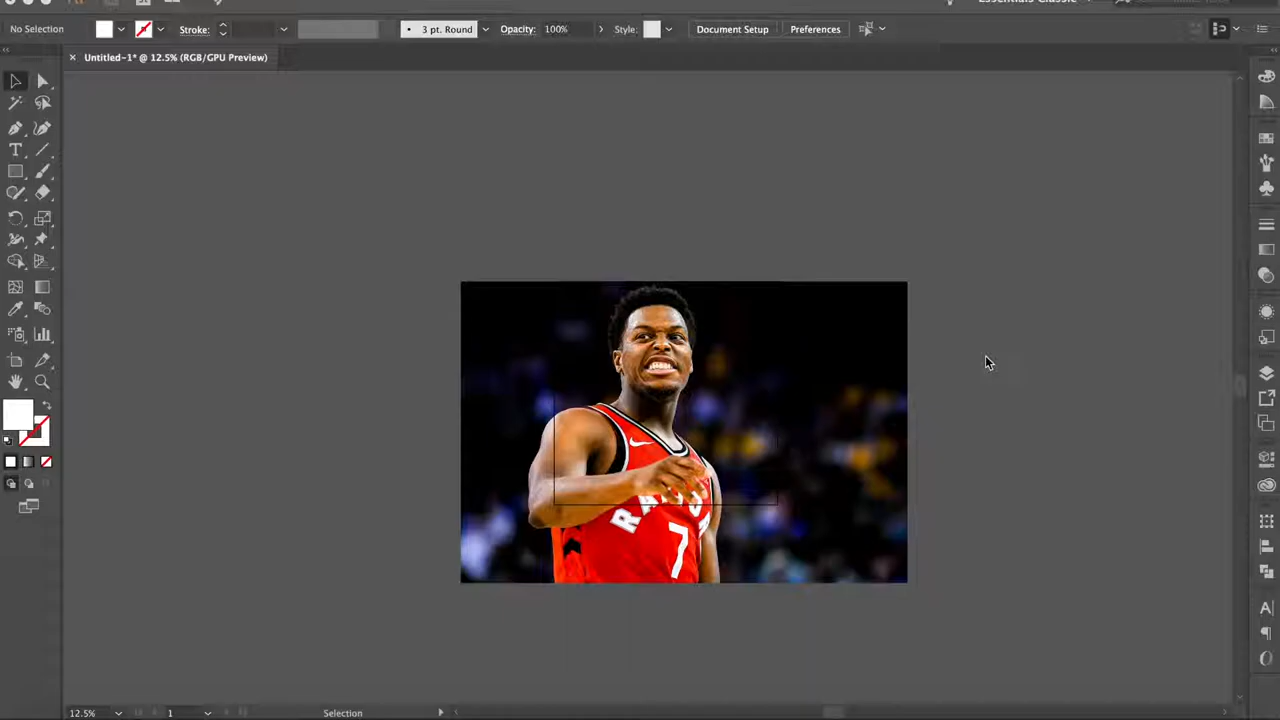 Essentials Classic
No Selection
Stroke:
3 pt. Round
Opacity:
100%
Style:
Document Setup
Preferences
Untitled-1* @ 12.5% (RGB/GPU Preview)
7
12.5%
1
Selection